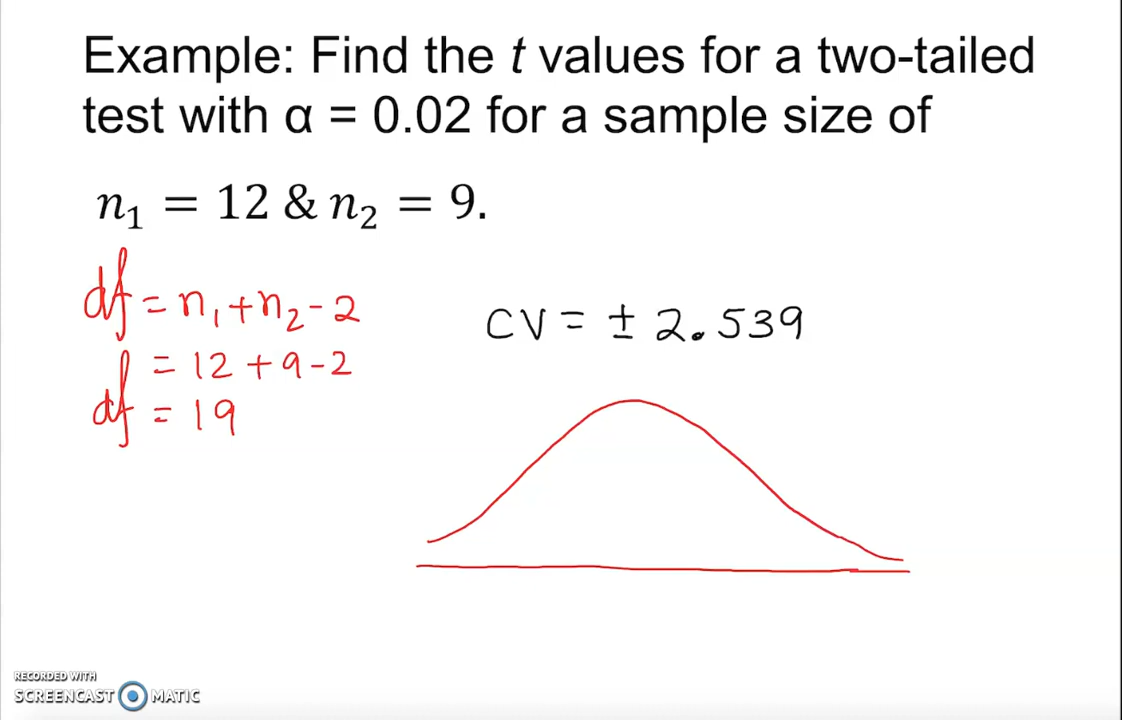 Example: Find the t values for a two-tailed
test with α = 0.02 for a sample size of
n₁ = 12 & n₂ = 9.
df = n₁ + n₂ - 2
= 12 + 9 - 2
df = 19
CV = ± 2.539
RECORDED WITH
SCREENCAST MATIC